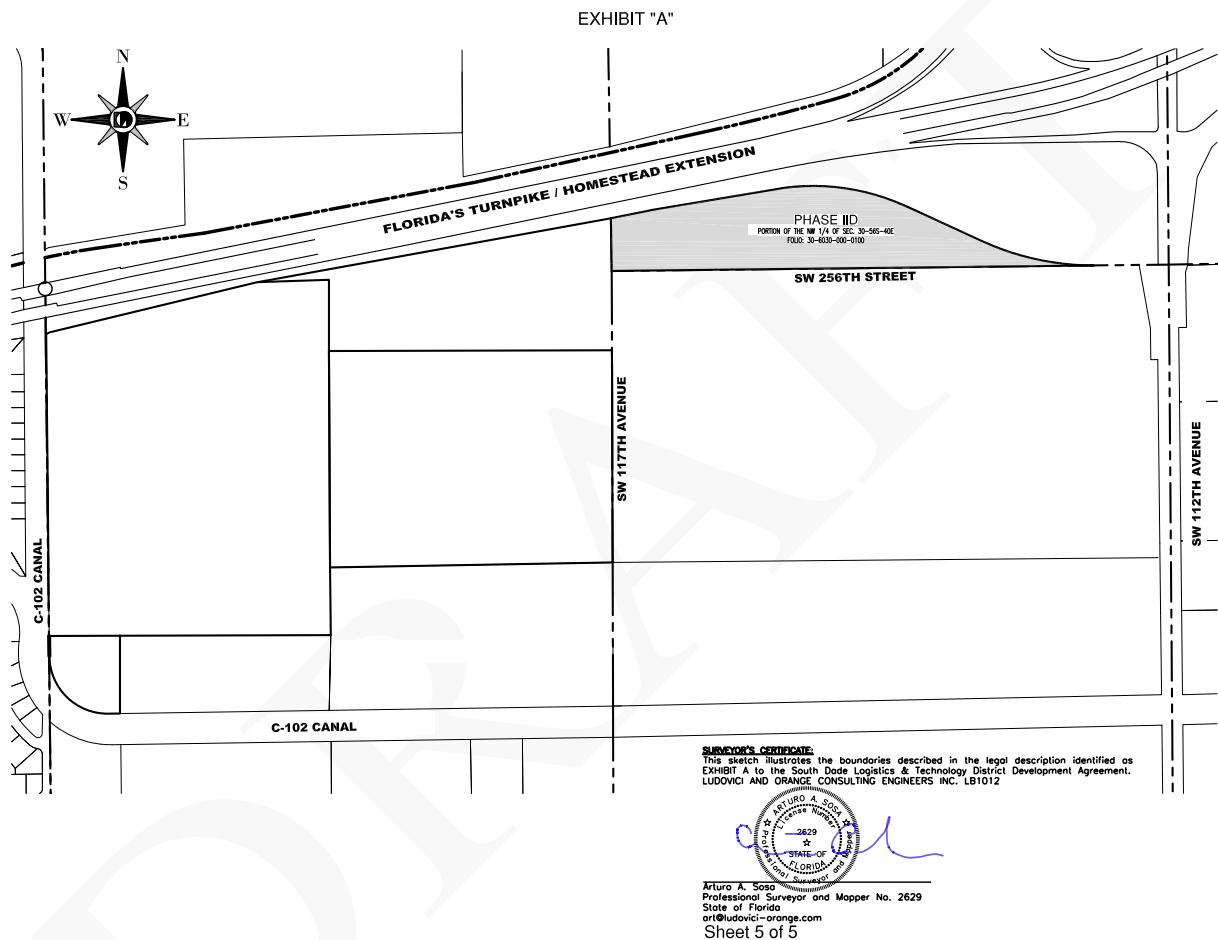 EXHIBIT "A"
N
W
E
S
FLORIDA'S TURNPIKE / HOMESTEAD EXTENSION
PHASE IID
PORTION OF THE NW 1/4 OF SEC. 30-56S-40E
FOLIO: 30-6030-000-0100
SW 256TH STREET
SW 117TH AVENUE
SW 112TH AVENUE
C-102 CANAL
C-102 CANAL
DRAFT
SURVEYOR'S CERTIFICATE:
This sketch illustrates the boundaries described in the legal description identified as
EXHIBIT A to the South Dade Logistics & Technology District Development Agreement.
LUDOVICI AND ORANGE CONSULTING ENGINEERS INC. LB1012
ARTURO A. SOSA
License Number
2629
STATE OF
FLORIDA
Professional Surveyor and Mapper
Arturo A. Sosa
Professional Surveyor and Mapper No. 2629
State of Florida
art@ludovici-orange.com
Sheet 5 of 5